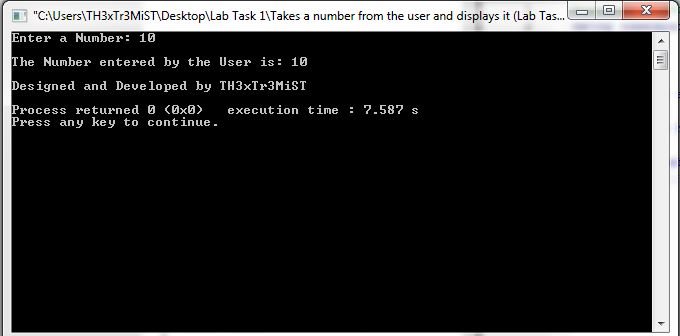 "C:\Users\TH3xTr3MiST\Desktop\Lab Task 1\Takes a number from the user and displays it (Lab Tas...
Enter a Number: 10
The Number entered by the User is: 10
Designed and Developed by TH3xTr3MiST
Process returned 0 (0x0)   execution time : 7.587 s
Press any key to continue.